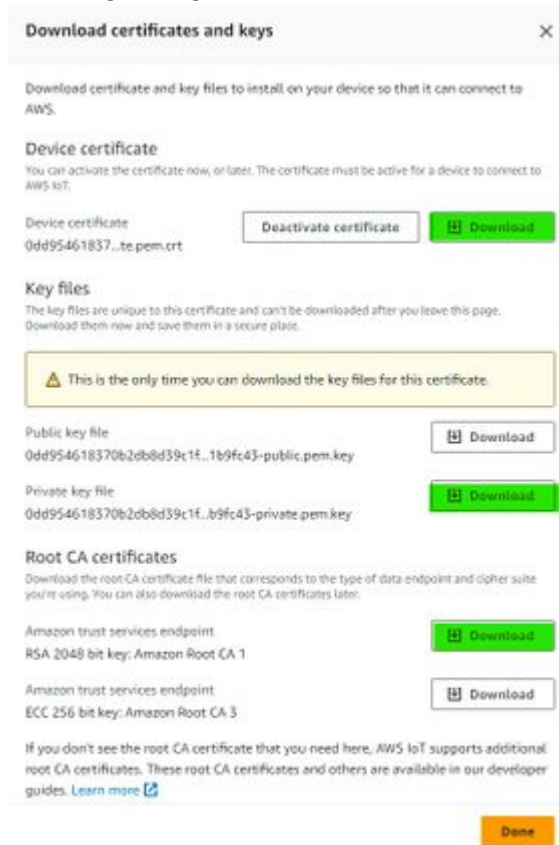 Download certificates and keys
Download certificate and key files to install on your device so that it can connect to
AWS.
Device certificate
You can activate the certificate now, or later. The certificate must be active for a device to connect to
AWS IoT.
Device certificate
0dd95461837...te.pem.crt
Deactivate certificate
Download
Key files
The key files are unique to this certificate and can't be downloaded after you leave this page.
Download them now and save them in a secure place.
This is the only time you can download the key files for this certificate.
Public key file
0dd954618370b2db8d39c1f...1b9fc43-public.pem.key
Download
Private key file
0dd954618370b2db8d39c1f...b9fc43-private.pem.key
Download
Root CA certificates
Download the root CA certificate file that corresponds to the type of data endpoint and cipher suite
you're using. You can also download the root CA certificates later.
Amazon trust services endpoint
RSA 2048 bit key: Amazon Root CA 1
Download
Amazon trust services endpoint
ECC 256 bit key: Amazon Root CA 3
Download
If you don't see the root CA certificate that you need here, AWS IoT supports additional
root CA certificates. These root CA certificates and others are available in our developer
guides. Learn more
Done